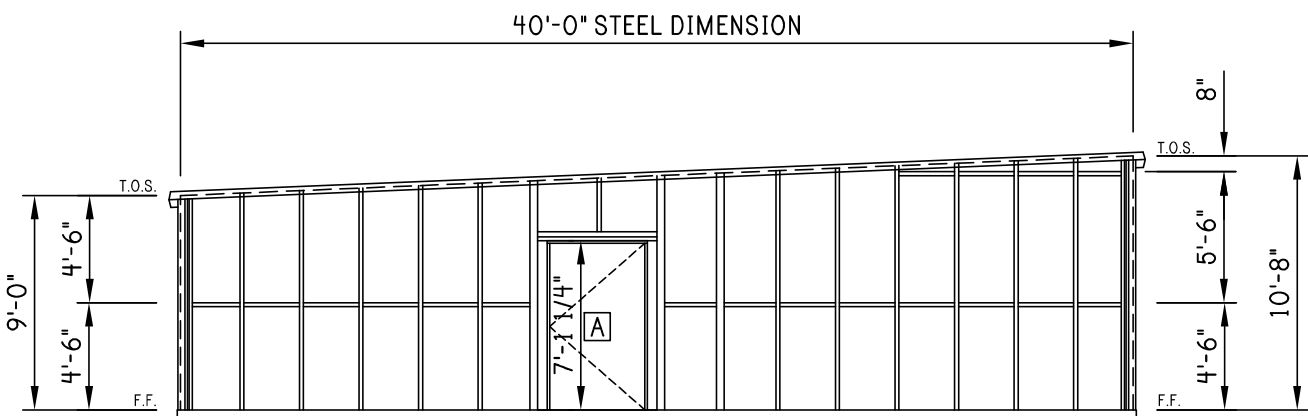 40'-0" STEEL DIMENSION
8"
T.O.S.
T.O.S.
4'-6"
5'-6"
9'-0"
7'-1 1/4"
A
10'-8"
4'-6"
4'-6"
F.F.
F.F.